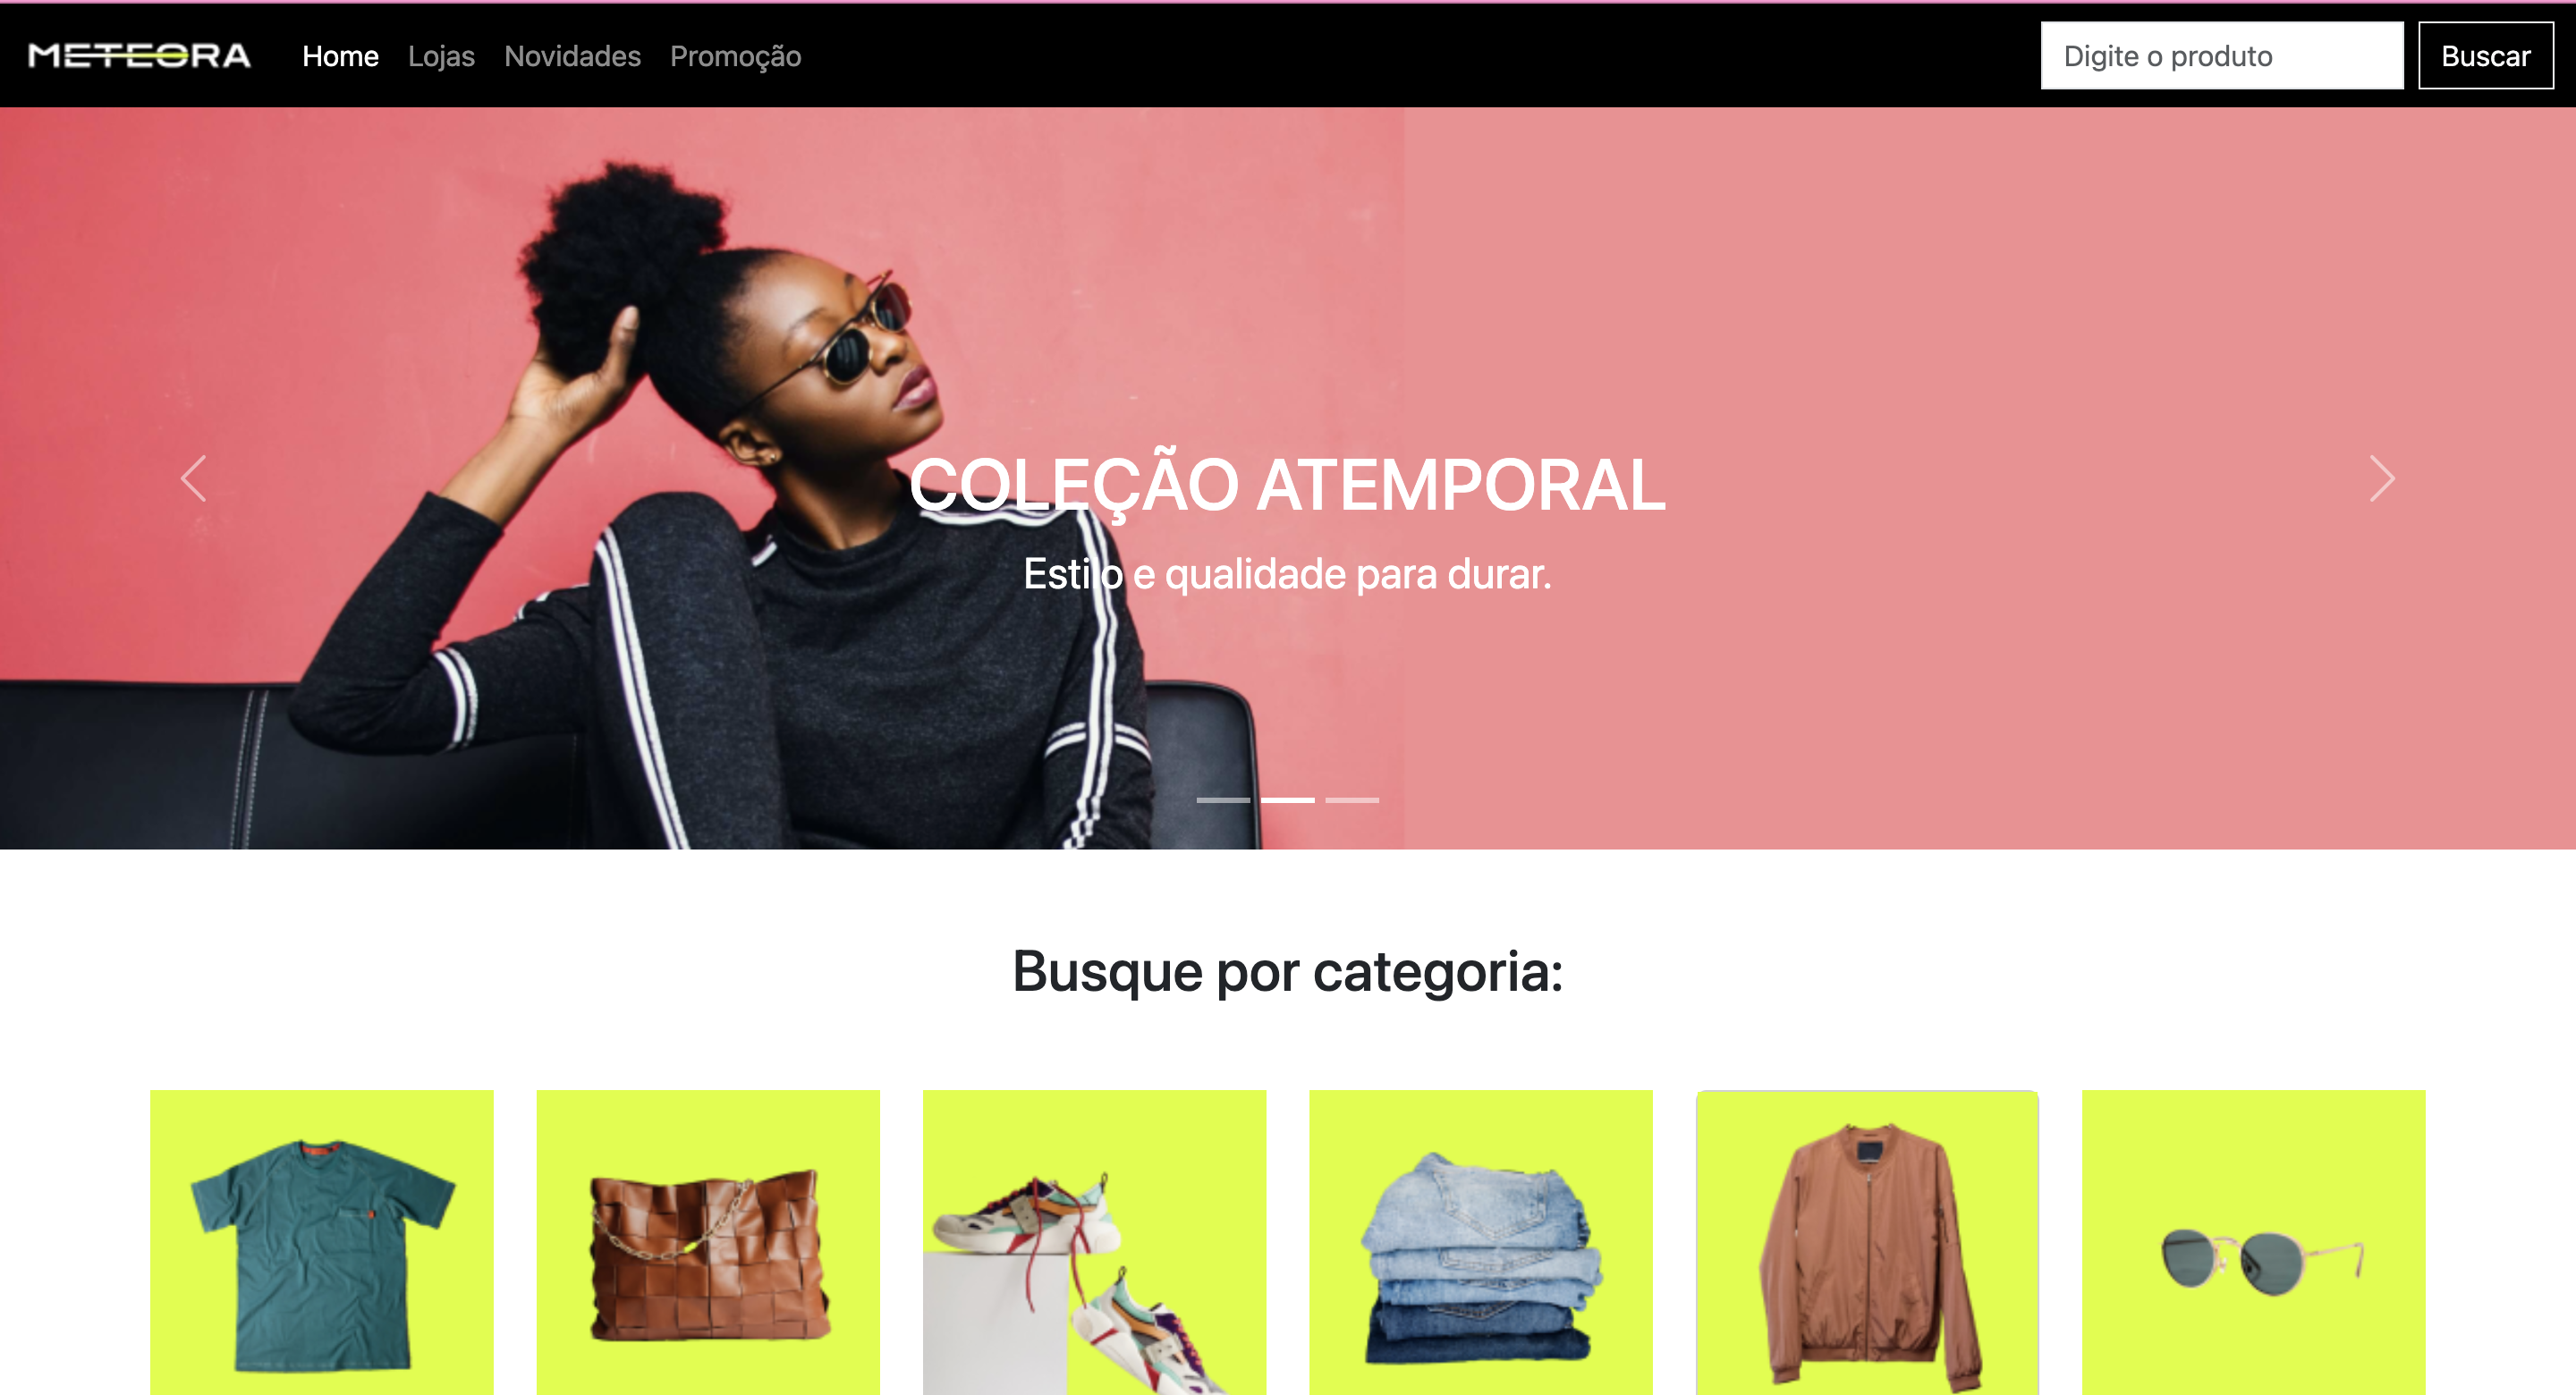 METEORA
Home Lojas Novidades Promoção
Digite o produto
Buscar
COLEÇÃO ATEMPORAL
Estilo e qualidade para durar.
Busque por categoria: